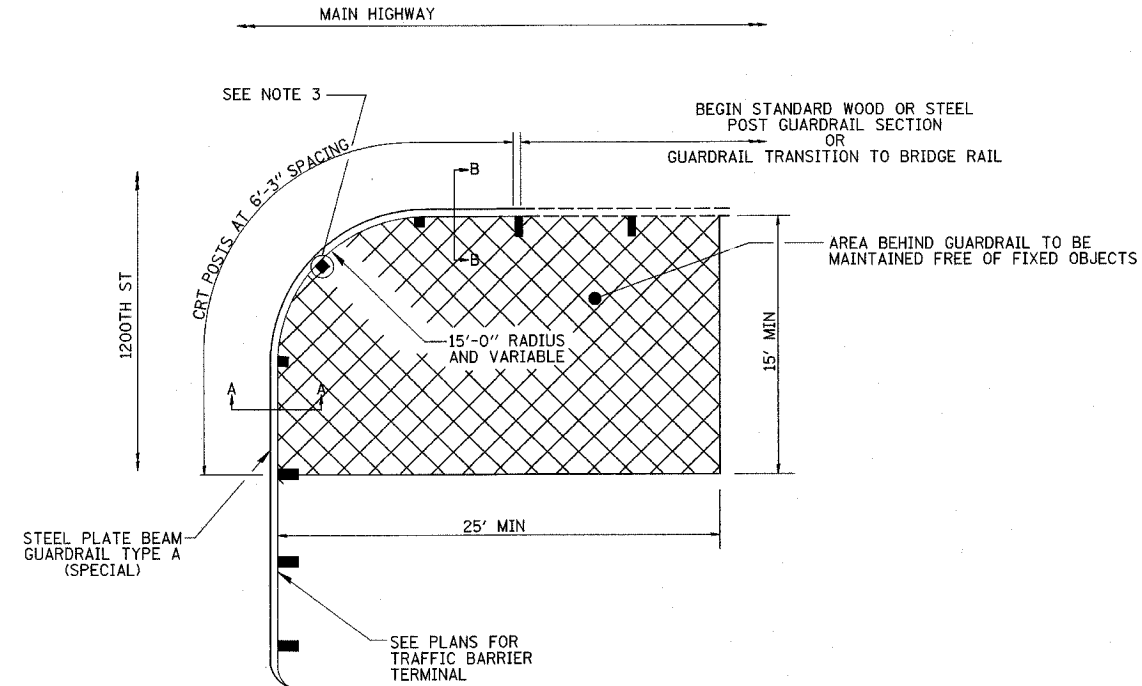 MAIN HIGHWAY
SEE NOTE 3
BEGIN STANDARD WOOD OR STEEL
POST GUARDRAIL SECTION
OR
GUARDRAIL TRANSITION TO BRIDGE RAIL
CRT POSTS AT 6'-3" SPACING
B
B
1200TH ST
AREA BEHIND GUARDRAIL TO BE
MAINTAINED FREE OF FIXED OBJECTS
15'-0" RADIUS
AND VARIABLE
15' MIN
A
A
25' MIN
STEEL PLATE BEAM
GUARDRAIL TYPE A
(SPECIAL)
SEE PLANS FOR
TRAFFIC BARRIER
TERMINAL